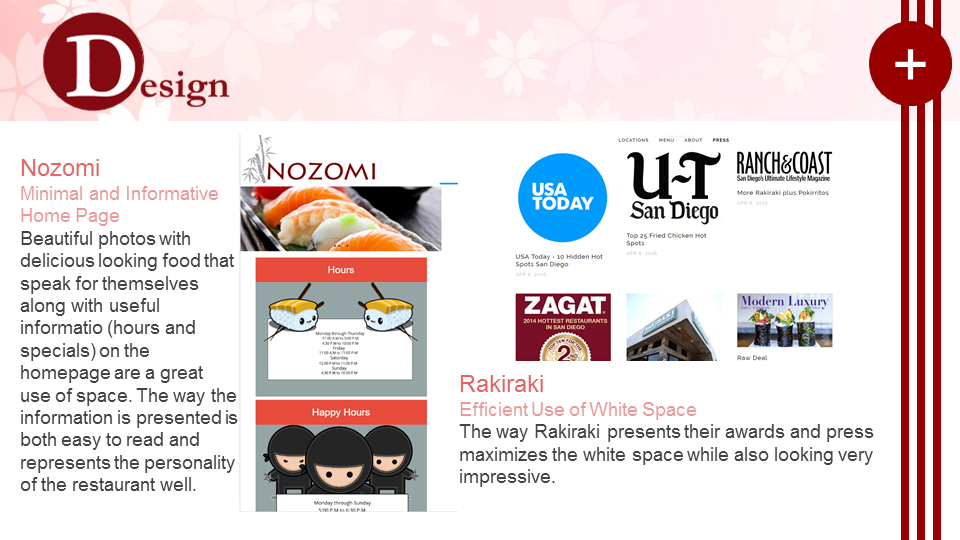 Design
+
Nozomi
Minimal and Informative
Home Page
Beautiful photos with
delicious looking food that
speak for themselves
along with useful
informatio (hours and
specials) on the
homepage are a great
use of space. The way the
information is presented is
both easy to read and
represents the personality
of the restaurant well.
NOZOMI
Hours
Monday through Thursday
11:00 A.M to 3:00 P.M
4:30 P.M to 10:00 P.M
Friday
11:00 A.M to 11:00 P.M
Saturday
12:00 P.M to 11:00 P.M
Sunday
4:30 P.M to 10:00 P.M
Happy Hours
Monday through Sunday
5:00 P.M to 6:30 P.M
LOCATIONS MENU ABOUT PRESS
USA
TODAY
USA Today - 10 Hidden Hot
Spots San Diego
APR 8, 2016
U-T
San Diego
Top 25 Fried Chicken Hot
Spots
APR 8, 2016
RANCH&COAST
San Diego's Ultimate Lifestyle Magazine
More Rakiraki plus Pokirritos
APR 8, 2016
ZAGAT
2014 HOTTEST RESTAURANTS
IN SAN DIEGO
Modern Luxury
Raw Deal
Rakiraki
Efficient Use of White Space
The way Rakiraki presents their awards and press
maximizes the white space while also looking very
impressive.